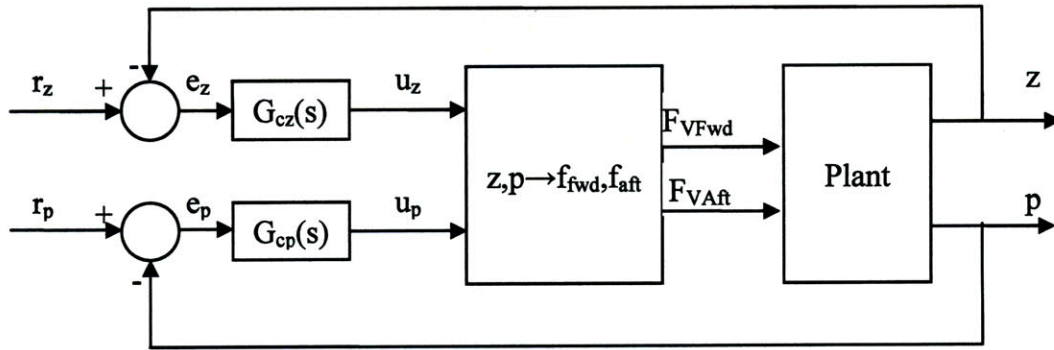 -
r_z
+
e_z
G_cz(s)
u_z
F_VFwd
z
z,p→f_fwd,f_aft
Plant
F_VAft
r_p
+
e_p
G_cp(s)
u_p
p
-